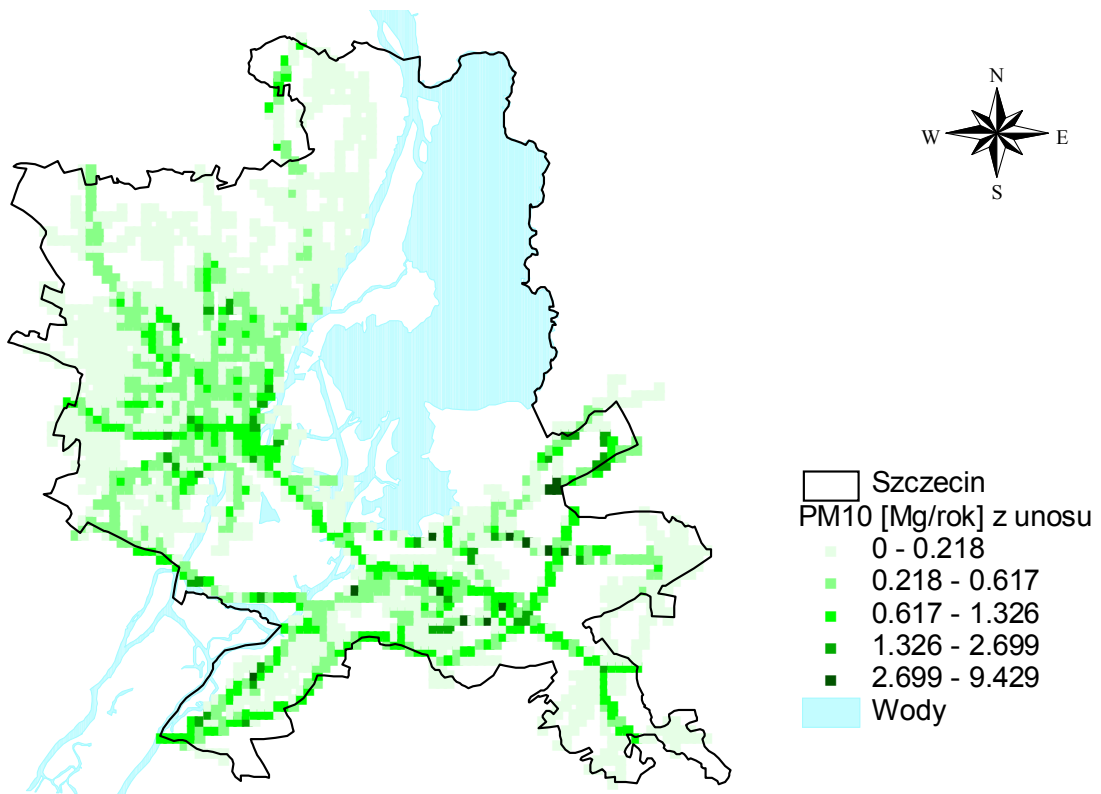 N
W E
S
Szczecin
PM10 [Mg/rok] z unosu
0 - 0.218
0.218 - 0.617
0.617 - 1.326
1.326 - 2.699
2.699 - 9.429
Wody